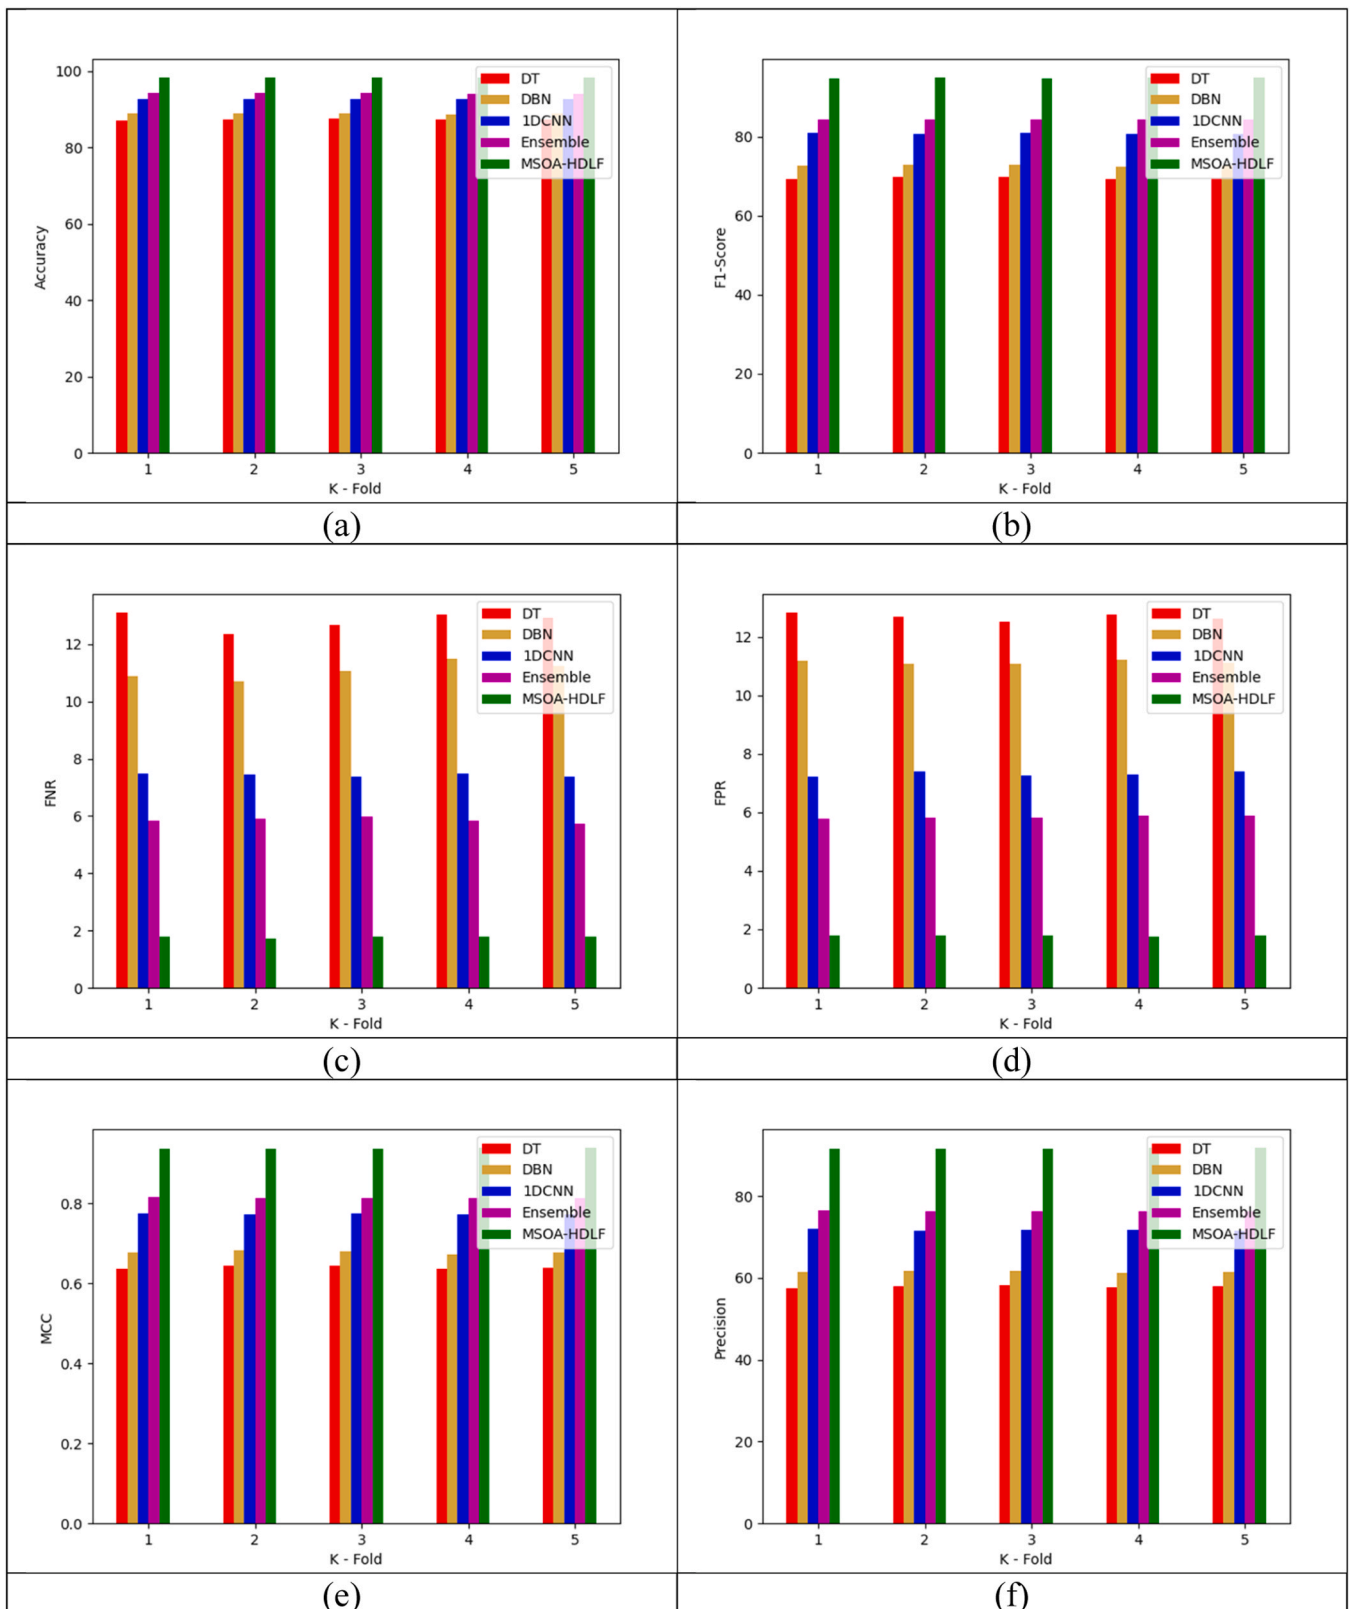 100
80
60
40
20
0
Accuracy
DT
DBN
1DCNN
Ensemble
MSOA-HDLF
1 2 3 4 5
K - Fold
(a)
80
60
40
20
0
F1-Score
DT
DBN
1DCNN
Ensemble
MSOA-HDLF
1 2 3 4 5
K - Fold
(b)
12
10
8
6
4
2
0
FNR
DT
DBN
1DCNN
Ensemble
MSOA-HDLF
1 2 3 4 5
K - Fold
(c)
12
10
8
6
4
2
0
FPR
DT
DBN
1DCNN
Ensemble
MSOA-HDLF
1 2 3 4 5
K - Fold
(d)
0.8
0.6
0.4
0.2
0.0
MCC
DT
DBN
1DCNN
Ensemble
MSOA-HDLF
1 2 3 4 5
K - Fold
(e)
80
60
40
20
0
Precision
DT
DBN
1DCNN
Ensemble
MSOA-HDLF
1 2 3 4 5
K - Fold
(f)